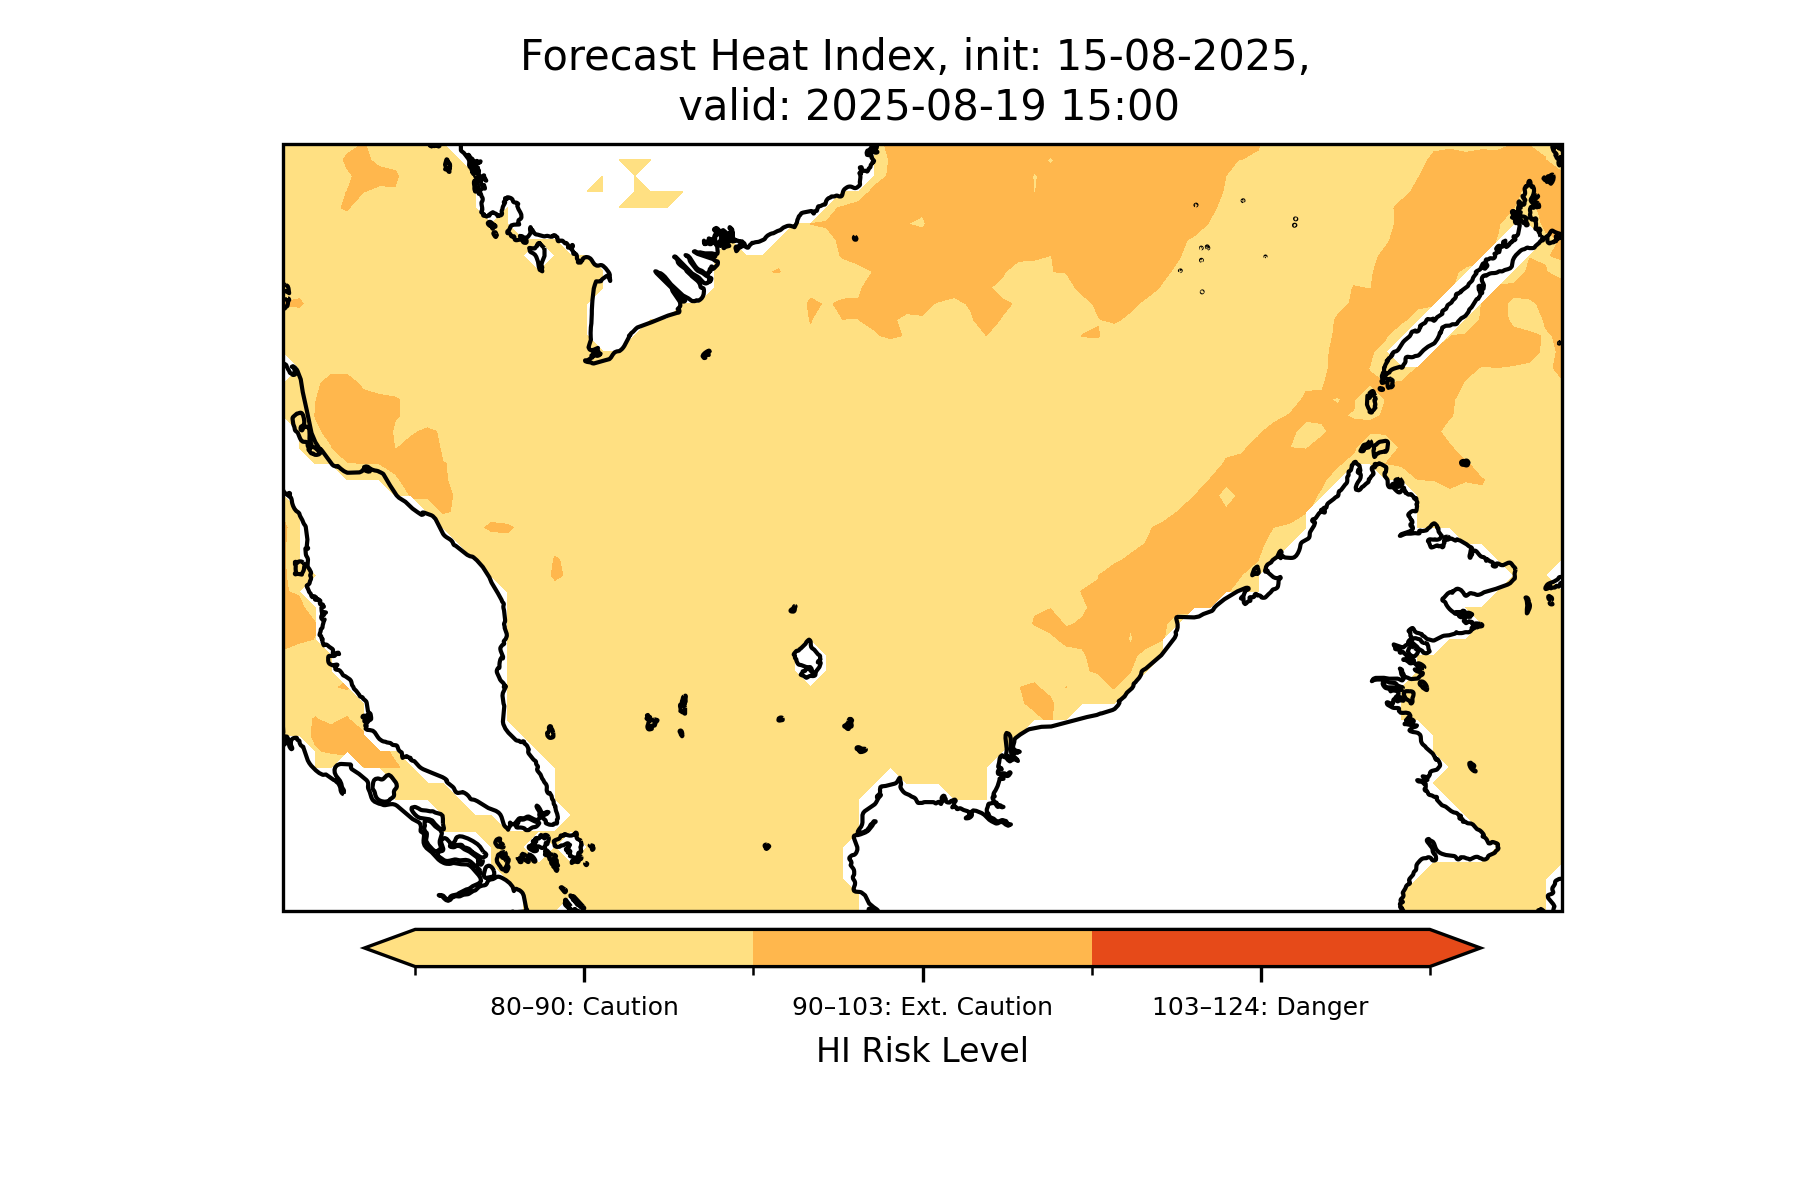 Forecast Heat Index, init: 15-08-2025,
valid: 2025-08-19 15:00
80–90: Caution
90–103: Ext. Caution
103–124: Danger
HI Risk Level